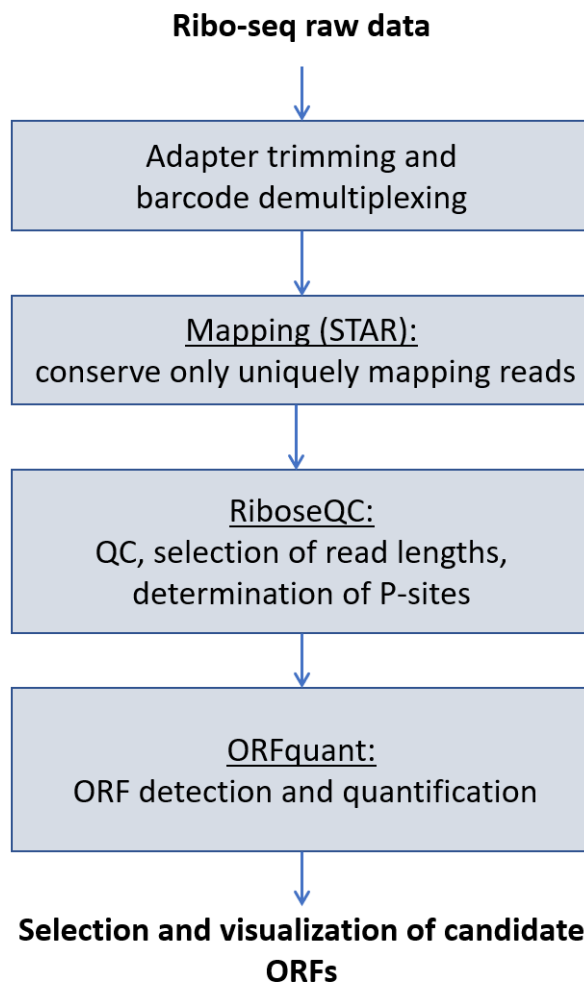 Ribo-seq raw data
Adapter trimming and
barcode demultiplexing
Mapping (STAR):
conserve only uniquely mapping reads
RiboseQC:
QC, selection of read lengths,
determination of P-sites
ORFquant:
ORF detection and quantification
Selection and visualization of candidate
ORFs